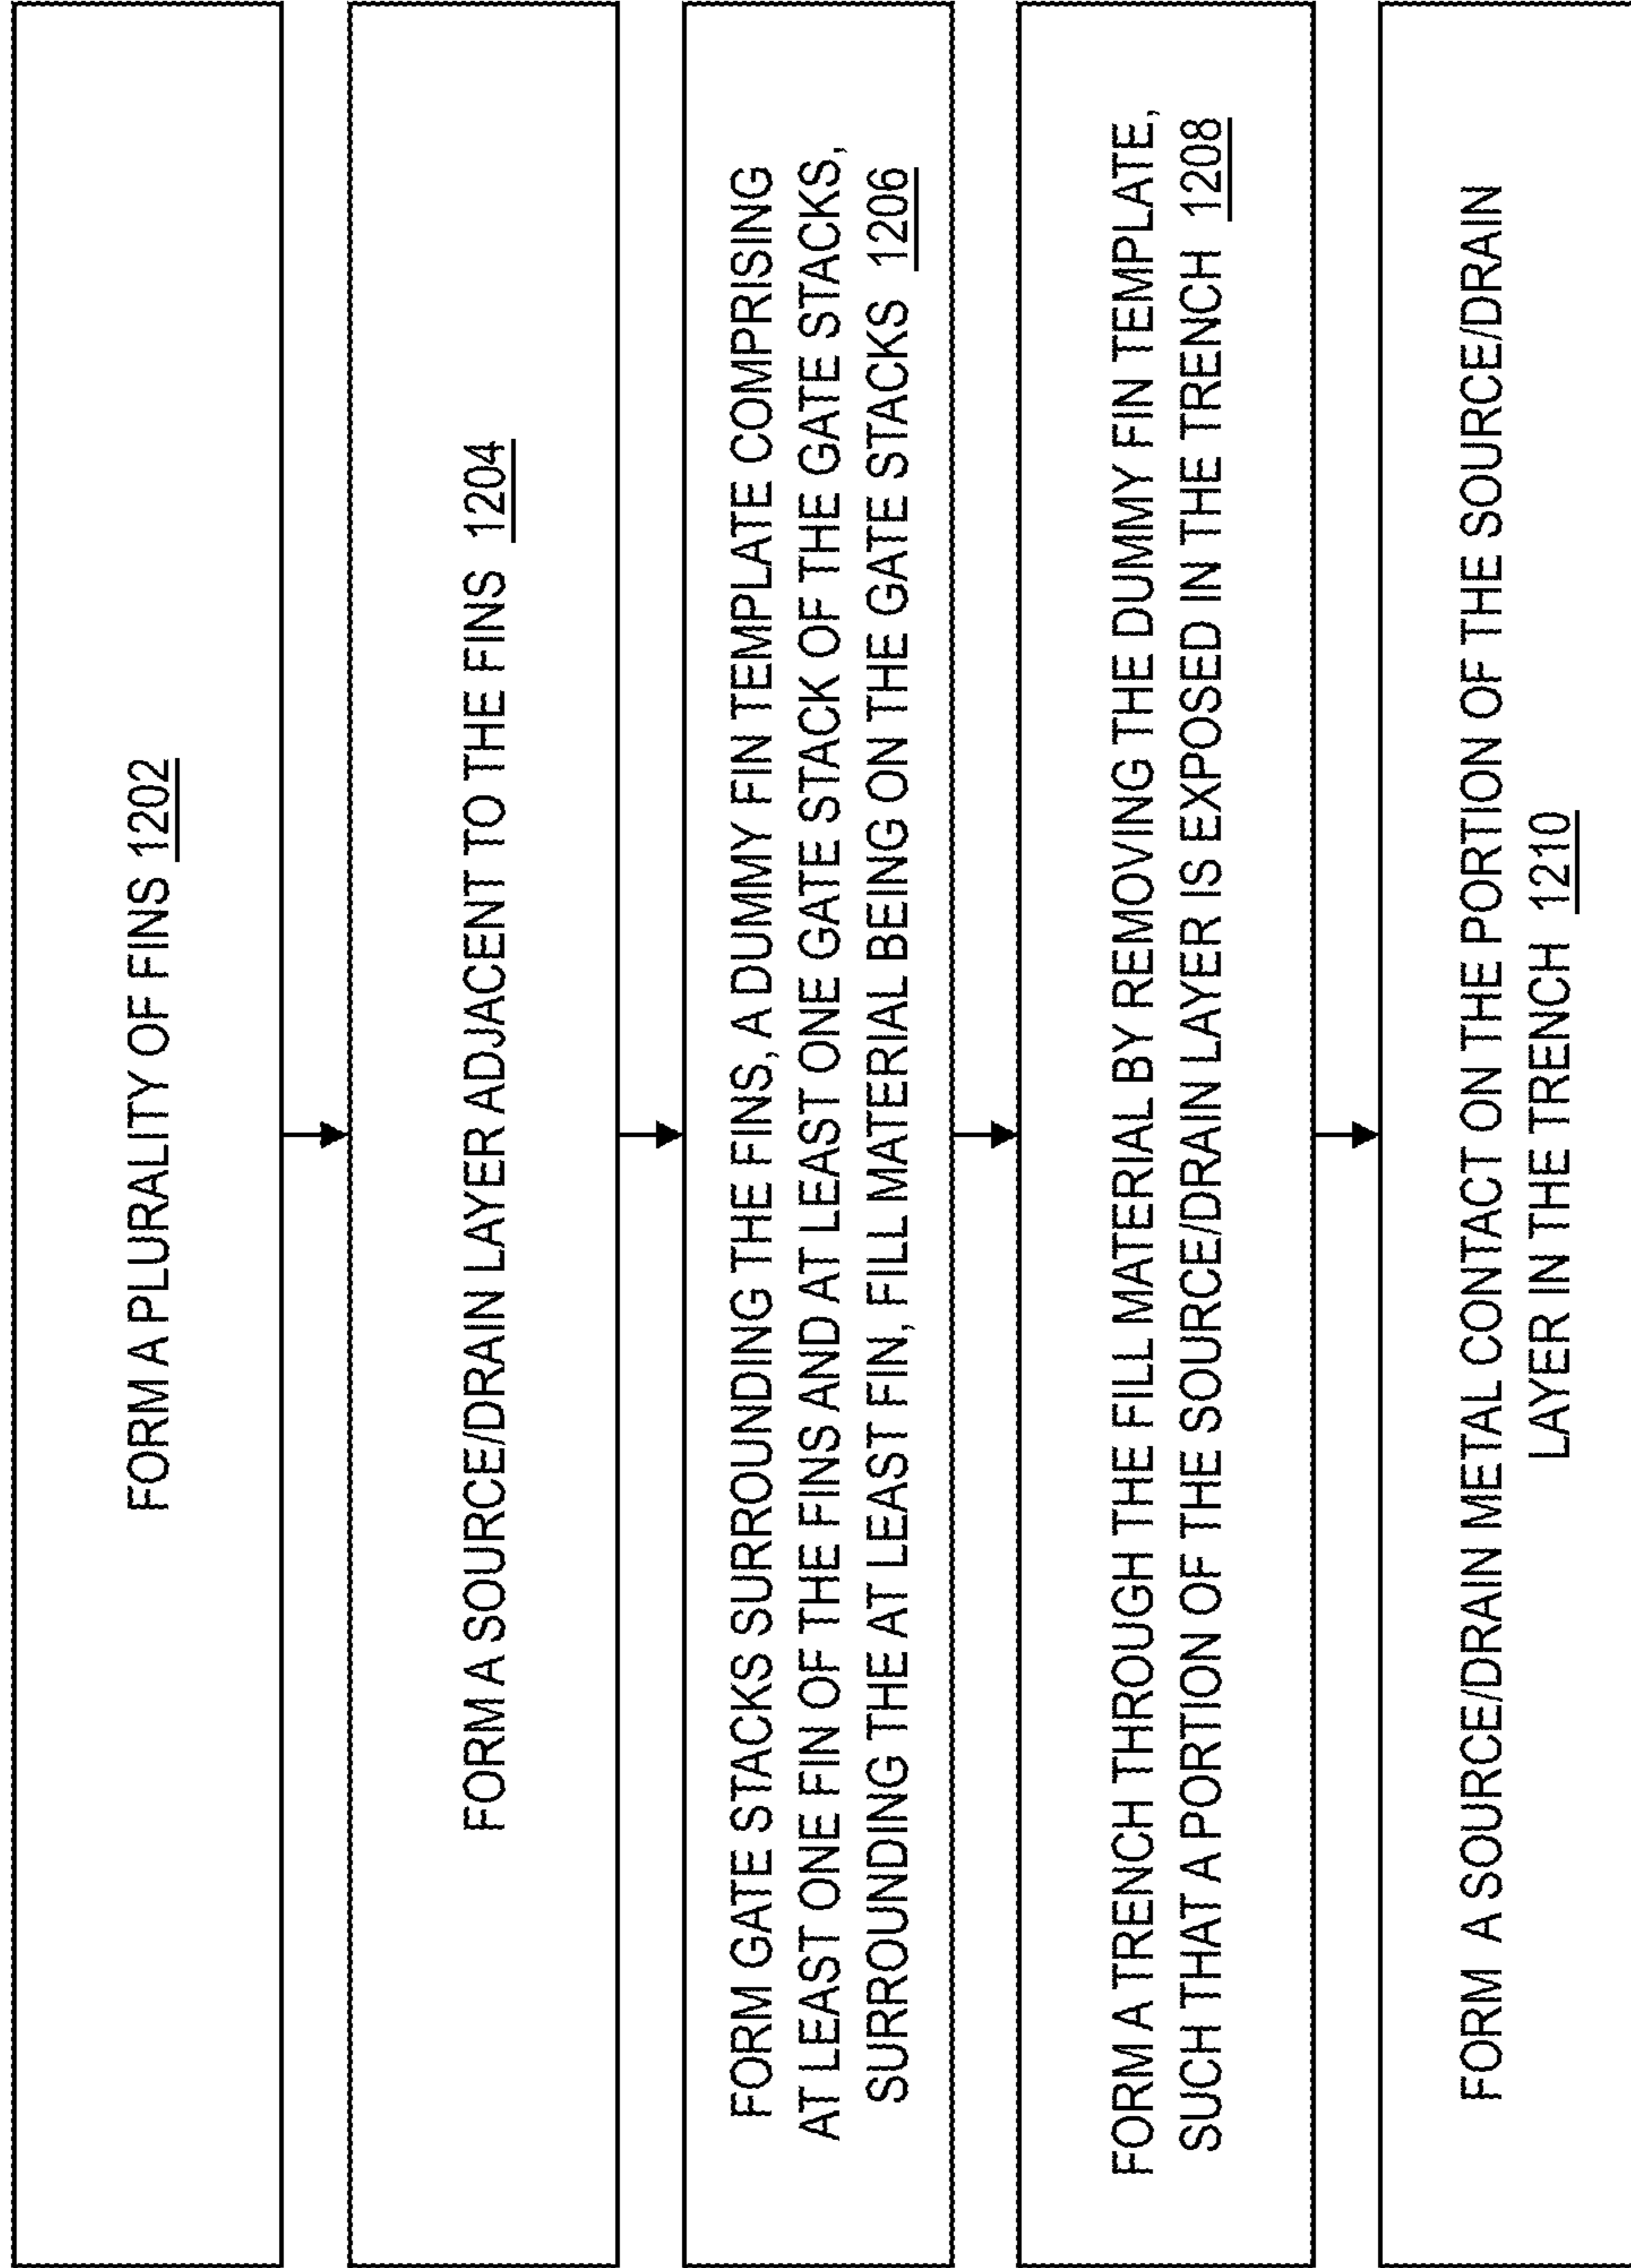 FORM A PLURALITY OF FINS 1202
FORM A SOURCE/DRAIN LAYER ADJACENT TO THE FINS 1204
FORM GATE STACKS SURROUNDING THE FINS, A DUMMY FIN TEMPLATE COMPRISING
AT LEAST ONE FIN OF THE FINS AND AT LEAST ONE GATE STACK OF THE GATE STACKS,
SURROUNDING THE AT LEAST FIN, FILL MATERIAL BEING ON THE GATE STACKS 1206
FORM A TRENCH THROUGH THE FILL MATERIAL BY REMOVING THE DUMMY FIN TEMPLATE,
SUCH THAT A PORTION OF THE SOURCE/DRAIN LAYER IS EXPOSED IN THE TRENCH 1208
FORM A SOURCE/DRAIN METAL CONTACT ON THE PORTION OF THE SOURCE/DRAIN
LAYER IN THE TRENCH 1210